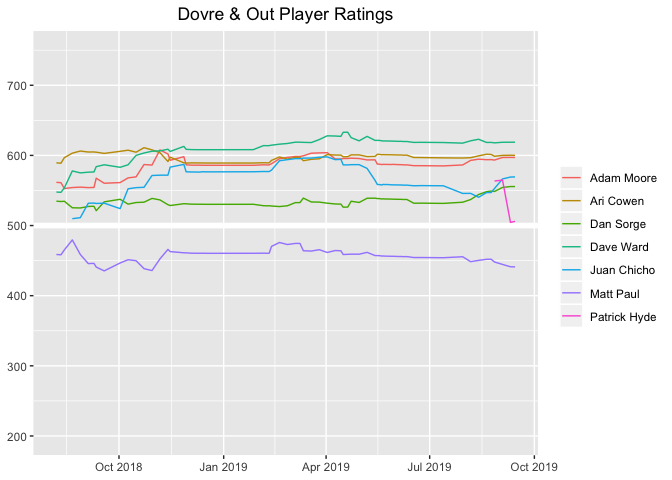 Dovre & Out Player Ratings
700
600
500
400
300
200
Oct 2018
Jan 2019
Apr 2019
Jul 2019
Oct 2019
Adam Moore
Ari Cowen
Dan Sorge
Dave Ward
Juan Chicho
Matt Paul
Patrick Hyde